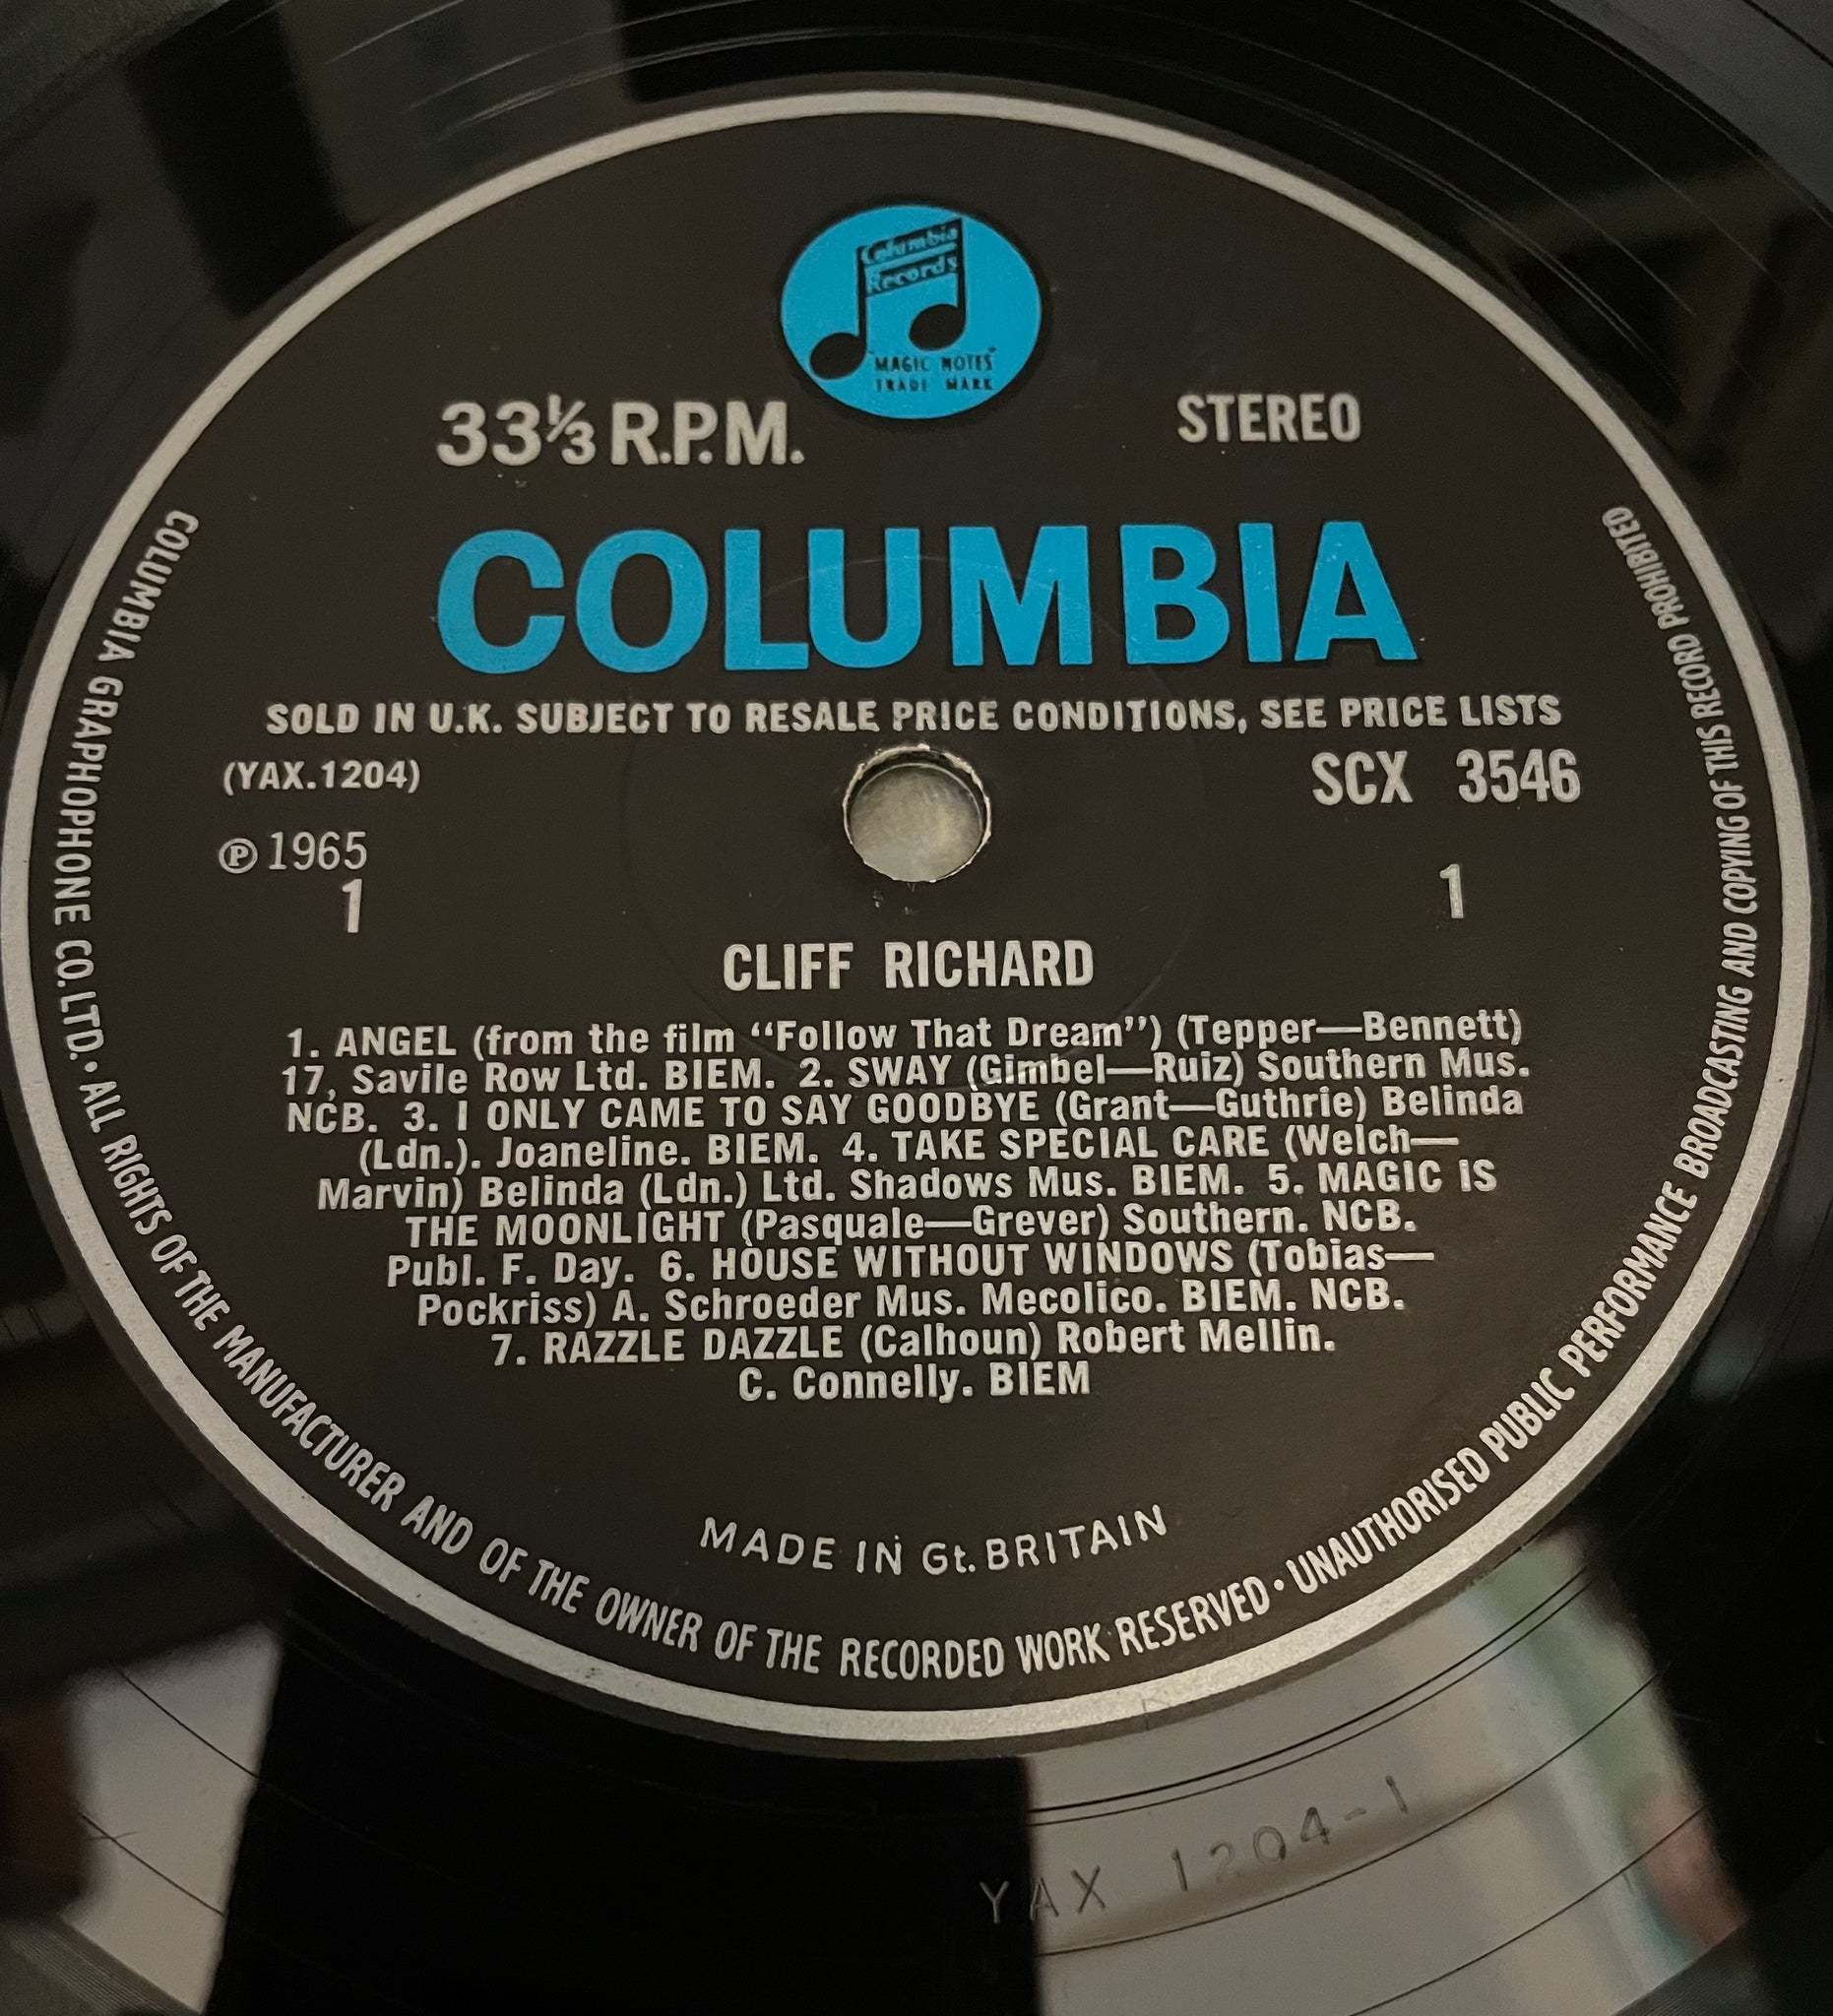 Columbia
Records
"MAGIC NOTES"
TRADE MARK
33⅓ R.P.M.
STEREO
COLUMBIA
SOLD IN U.K. SUBJECT TO RESALE PRICE CONDITIONS, SEE PRICE LISTS
(YAX.1204)
SCX 3546
℗ 1965
1
1
CLIFF RICHARD
1. ANGEL (from the film “Follow That Dream”) (Tepper—Bennett)
17, Savile Row Ltd. BIEM. 2. SWAY (Gimbel—Ruiz) Southern Mus.
NCB. 3. I ONLY CAME TO SAY GOODBYE (Grant—Guthrie) Belinda
(Ldn.). Joaneline. BIEM. 4. TAKE SPECIAL CARE (Welch—
Marvin) Belinda (Ldn.) Ltd. Shadows Mus. BIEM. 5. MAGIC IS
THE MOONLIGHT (Pasquale—Grever) Southern. NCB.
Publ. F. Day. 6. HOUSE WITHOUT WINDOWS (Tobias—
Pockriss) A. Schroeder Mus. Mecolico. BIEM. NCB.
7. RAZZLE DAZZLE (Calhoun) Robert Mellin.
C. Connelly. BIEM
MADE IN Gt. BRITAIN
COLUMBIA GRAPHOPHONE CO. LTD. · ALL RIGHTS OF THE MANUFACTURER AND OF THE OWNER OF THE RECORDED WORK RESERVED · UNAUTHORISED PUBLIC PERFORMANCE BROADCASTING AND COPYING OF THIS RECORD PROHIBITED
YAX 1204-1